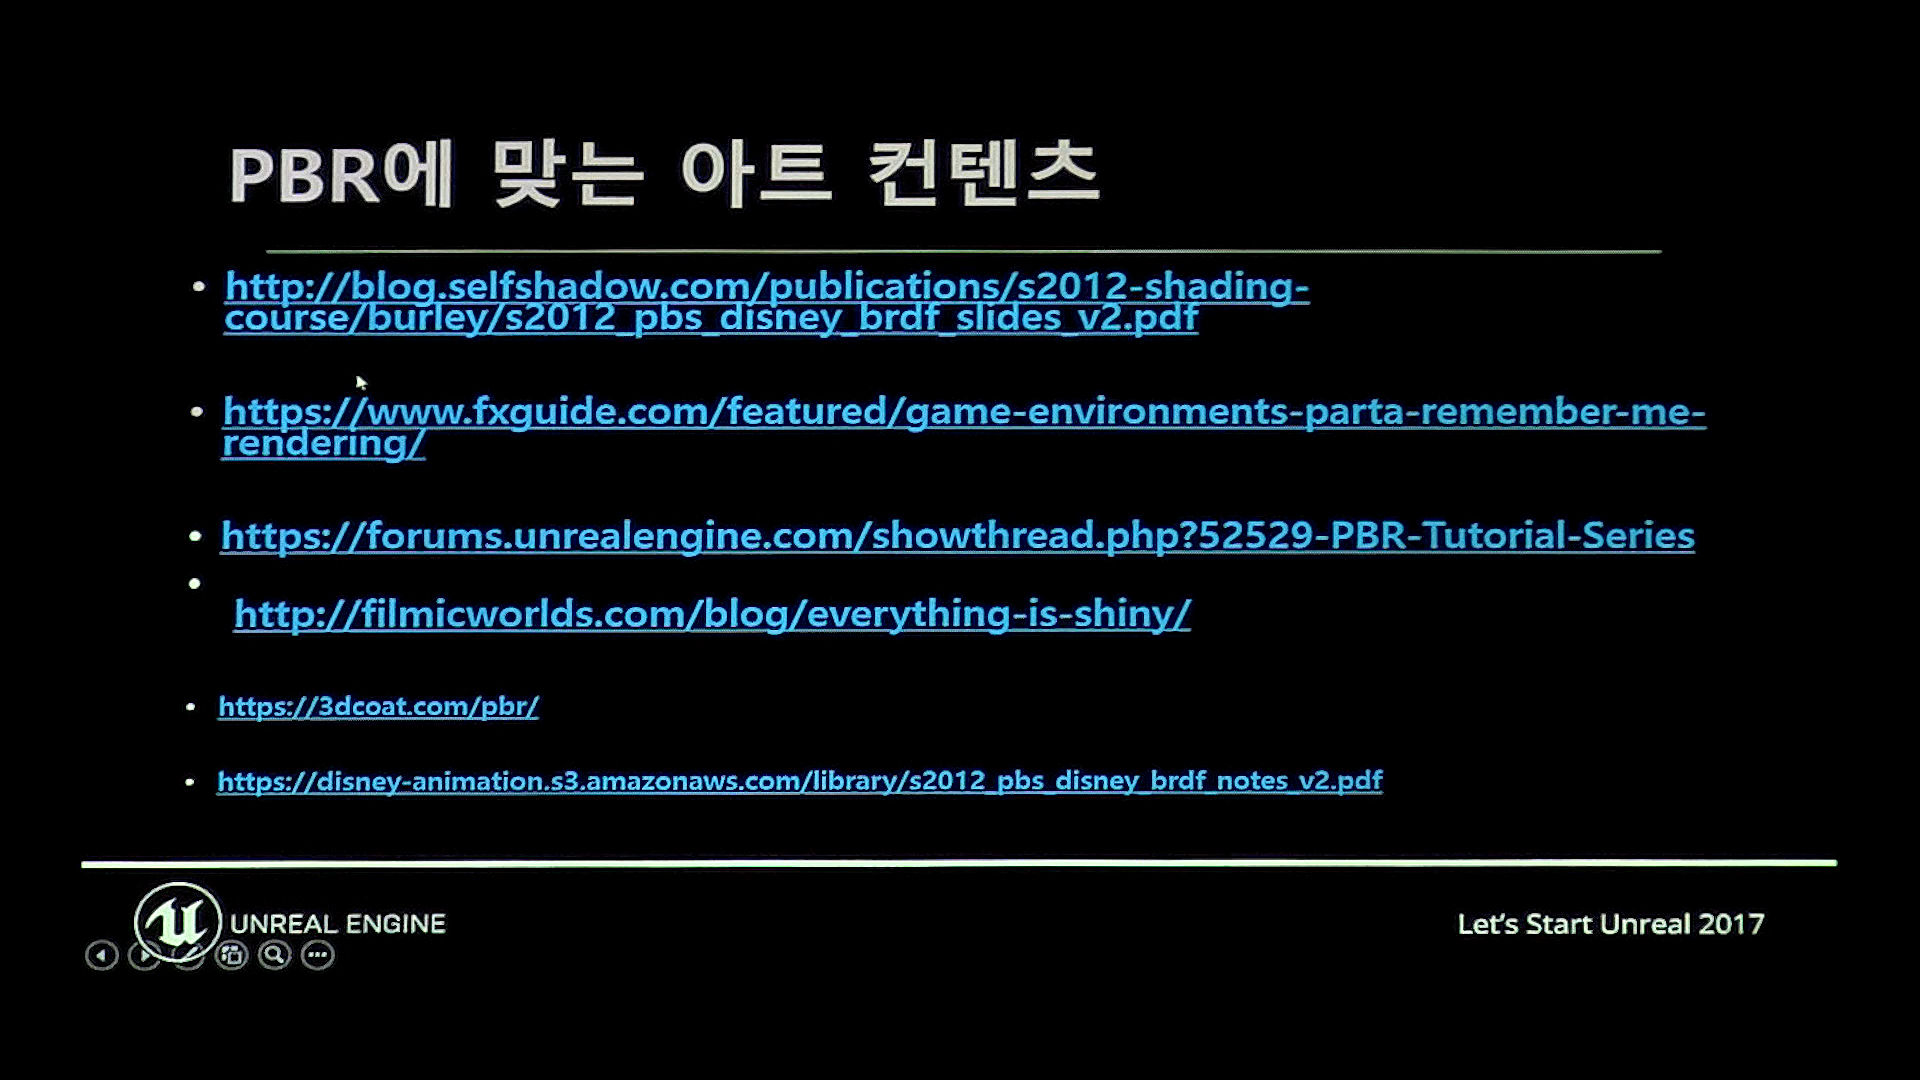 PBR에 맞는 아트 컨텐츠
• http://blog.selfshadow.com/publications/s2012-shading-
course/burley/s2012_pbs_disney_brdf_slides_v2.pdf
• https://www.fxguide.com/featured/game-environments-parta-remember-me-
rendering/
• https://forums.unrealengine.com/showthread.php?52529-PBR-Tutorial-Series
•
http://filmicworlds.com/blog/everything-is-shiny/
• https://3dcoat.com/pbr/
• https://disney-animation.s3.amazonaws.com/library/s2012_pbs_disney_brdf_notes_v2.pdf
UNREAL ENGINE
Let's Start Unreal 2017